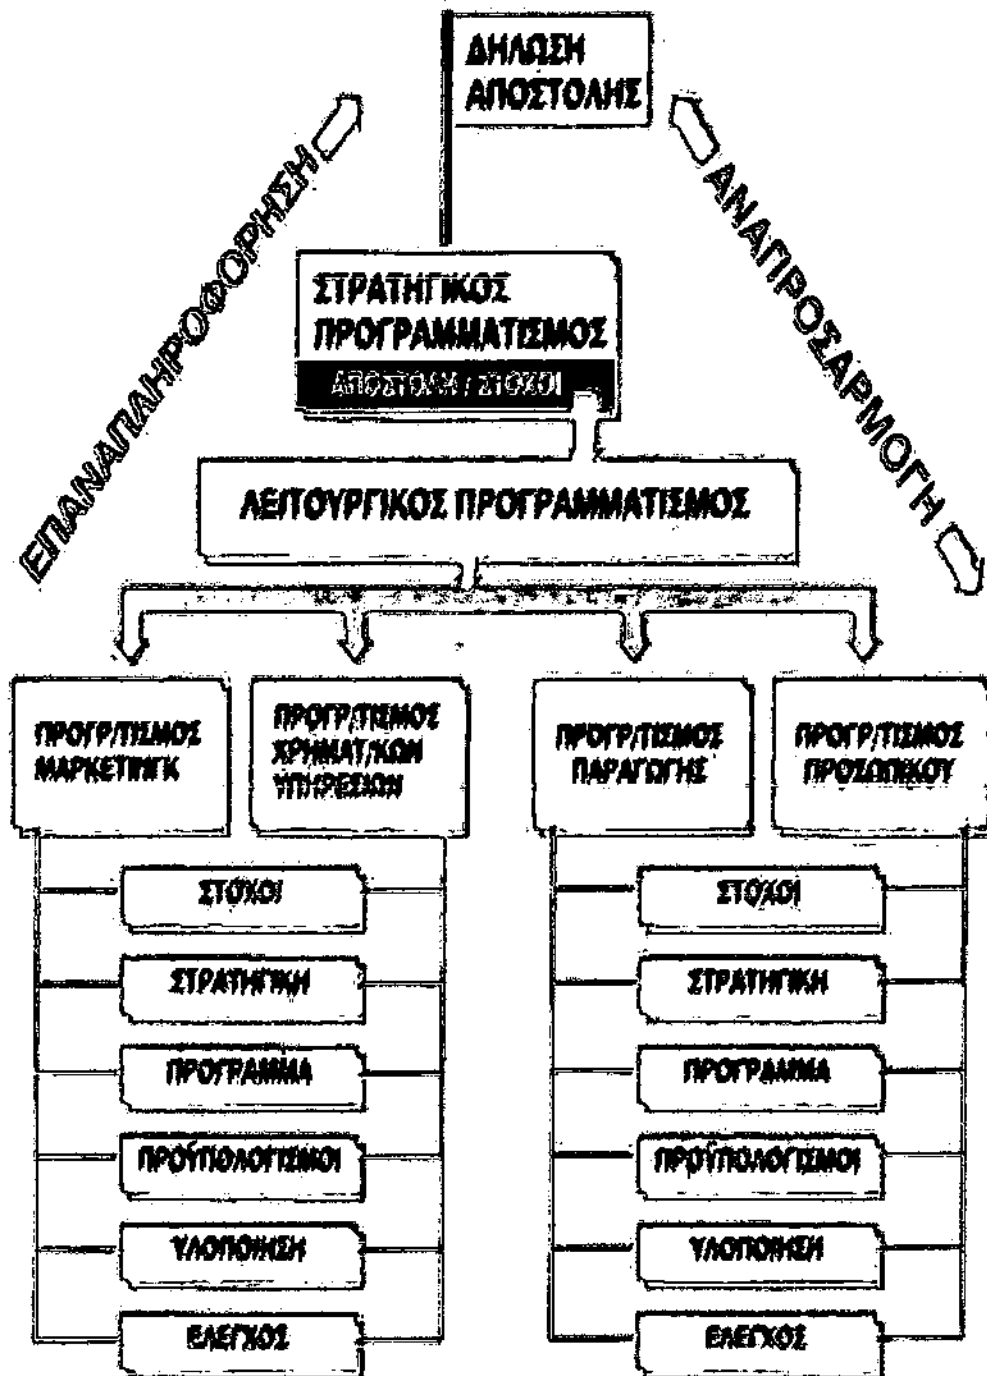 ΔΗΛΩΣΗ
ΑΠΟΣΤΟΛΗΣ
ΕΠΑΝΑΠΛΗΡΟΦΟΡΗΣΗ
ΑΝΑΠΡΟΣΑΡΜΟΓΗ
ΣΤΡΑΤΗΓΙΚΟΣ
ΠΡΟΓΡΑΜΜΑΤΙΣΜΟΣ
ΑΠΟΣΤΟΛΗ / ΣΤΟΧΟΙ
ΛΕΙΤΟΥΡΓΙΚΟΣ ΠΡΟΓΡΑΜΜΑΤΙΣΜΟΣ
ΠΡΟΓΡ/ΤΙΣΜΟΣ
ΜΑΡΚΕΤΙΝΓΚ
ΠΡΟΓΡ/ΤΙΣΜΟΣ
ΧΡΗΜΑΤ/ΚΩΝ
ΥΠΗΡΕΣΙΩΝ
ΠΡΟΓΡ/ΤΙΣΜΟΣ
ΠΑΡΑΓΩΓΗΣ
ΠΡΟΓΡ/ΤΙΣΜΟΣ
ΠΡΟΣΩΠΙΚΟΥ
ΣΤΟΧΟΙ
ΣΤΡΑΤΗΓΙΚΗ
ΠΡΟΓΡΑΜΜΑ
ΠΡΟΫΠΟΛΟΓΙΣΜΟΙ
ΥΛΟΠΟΙΗΣΗ
ΕΛΕΓΧΟΣ
ΣΤΟΧΟΙ
ΣΤΡΑΤΗΓΙΚΗ
ΠΡΟΓΡΑΜΜΑ
ΠΡΟΫΠΟΛΟΓΙΣΜΟΙ
ΥΛΟΠΟΙΗΣΗ
ΕΛΕΓΧΟΣ